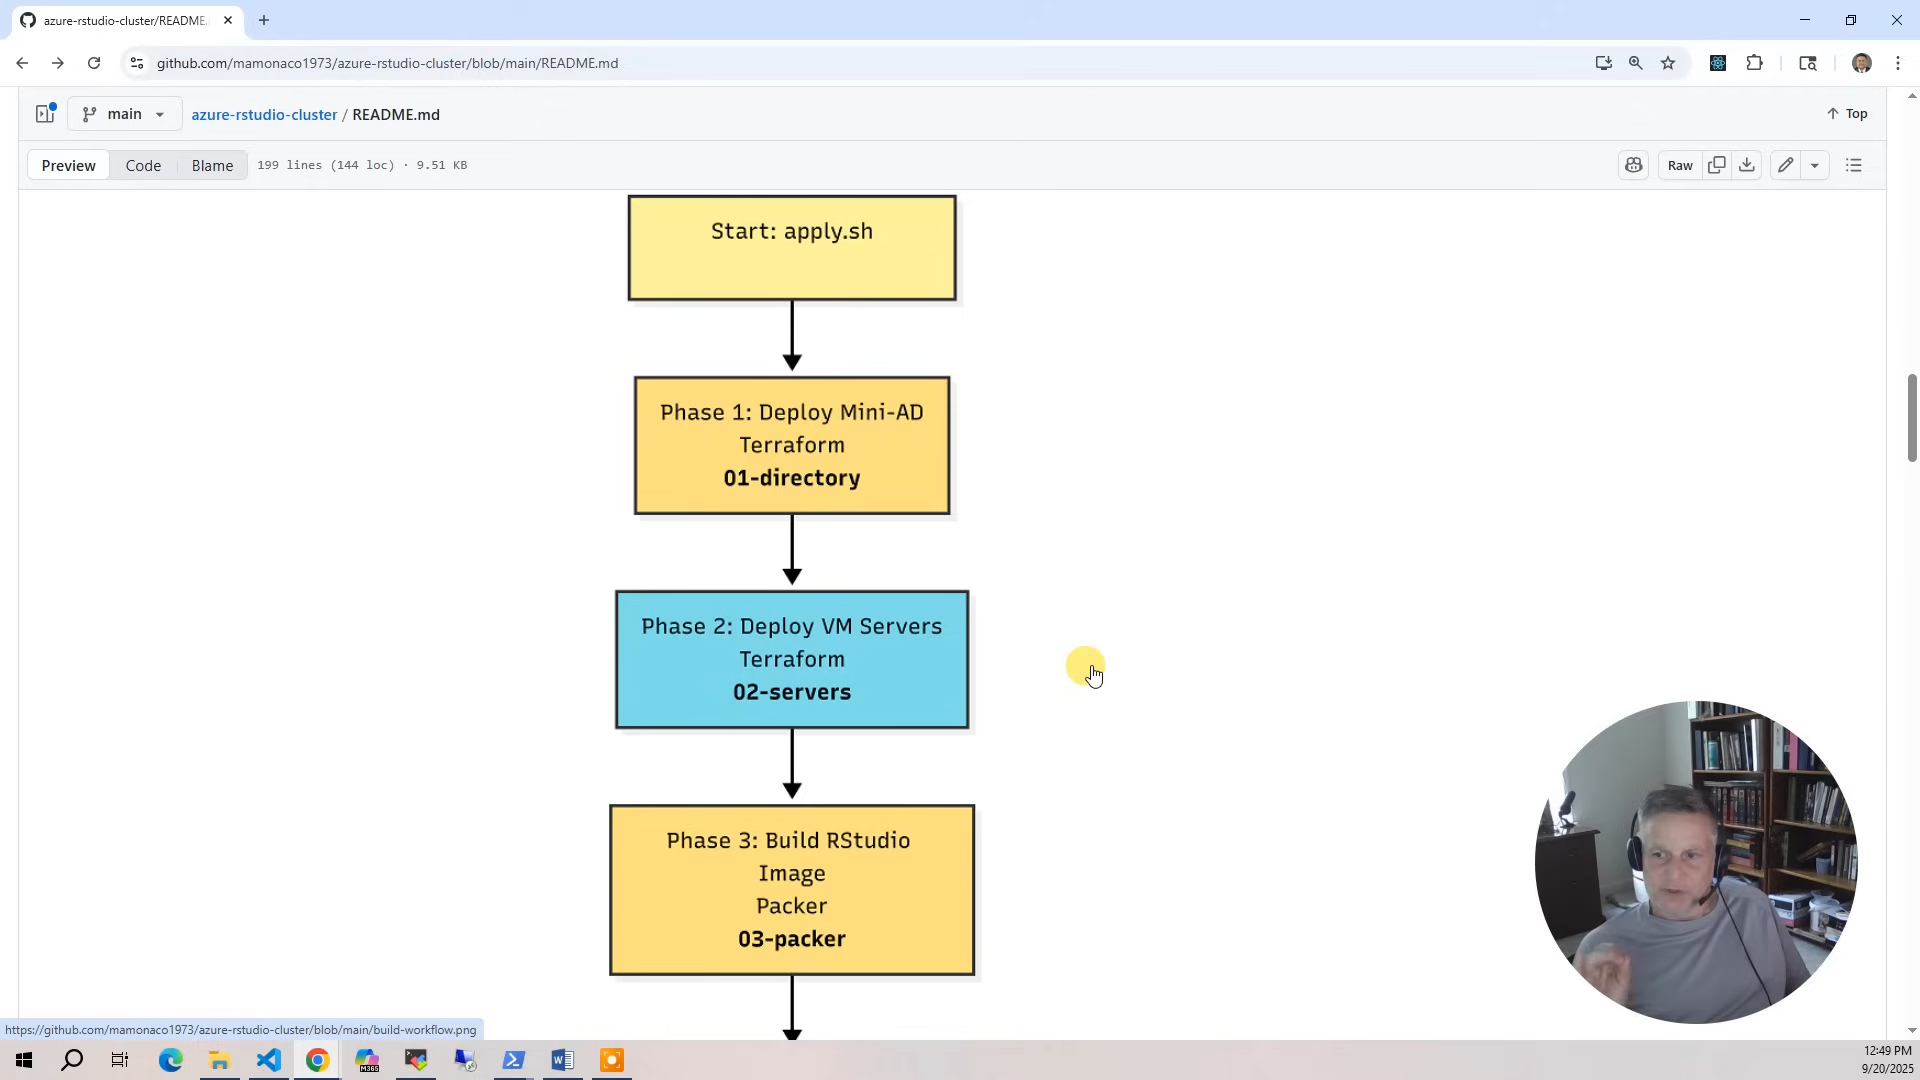 azure-rstudio-cluster/README.
github.com/mamonaco1973/azure-rstudio-cluster/blob/main/README.md
main
azure-rstudio-cluster / README.md
Top
Preview
Code
Blame
199 lines (144 loc) · 9.51 KB
Raw
Start: apply.sh
Phase 1: Deploy Mini-AD
Terraform
01-directory
Phase 2: Deploy VM Servers
Terraform
02-servers
Phase 3: Build RStudio
Image
Packer
03-packer
https://github.com/mamonaco1973/azure-rstudio-cluster/blob/main/build-workflow.png
M365
12:49 PM
9/20/2025